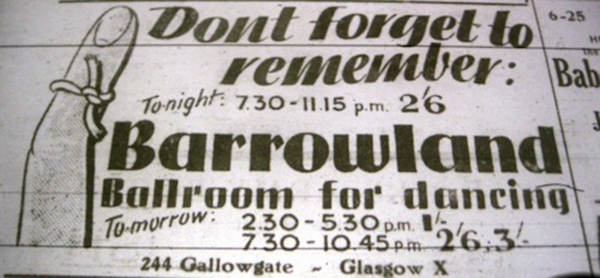 Dont forget to
remember:
To-night: 7.30-11.15 p.m. 2'6
Barrowland
Ballroom for dancing
To-morrow: 2.30-5.30 p.m. 1/-
7.30-10.45 p.m. 2'6, 3/-
244 Gallowgate ~ Glasgow X
6-25
Bab